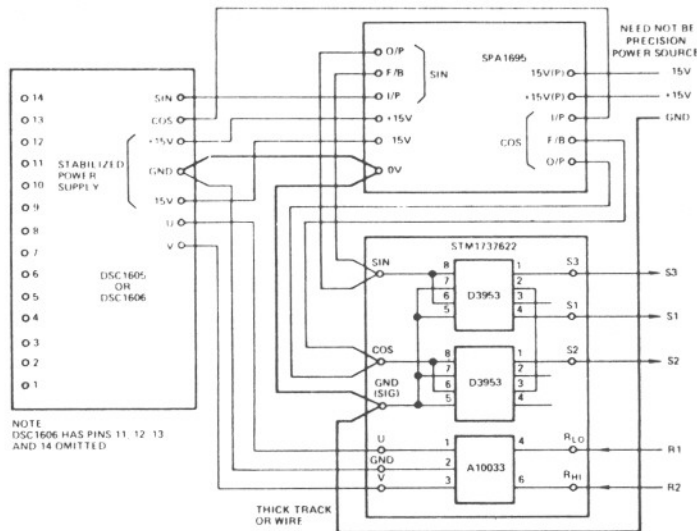 O/P
F/B
I/P
SIN
+15V
15V
0V
SPA1695
15V(P)
+15V(P)
I/P
COS
F/B
O/P
NEED NOT BE
PRECISION
POWER SOURCE
15V
+15V
GND
14
13
12
11
10
9
8
7
6
5
4
3
2
1
SIN
COS
+15V
STABILIZED
POWER
SUPPLY
GND
15V
U
V
DSC1605
OR
DSC1606
NOTE
DSC1606 HAS PINS 11, 12, 13
AND 14 OMITTED
STM1737622
SIN
8
7
6
5
D3953
1
2
3
4
S3
S3
S1
S1
COS
GND
(SIG)
8
7
6
5
D3953
1
2
3
4
S2
S2
U
GND
V
1
2
3
A10033
4
6
RLO
RHI
R1
R2
THICK TRACK
OR WIRE